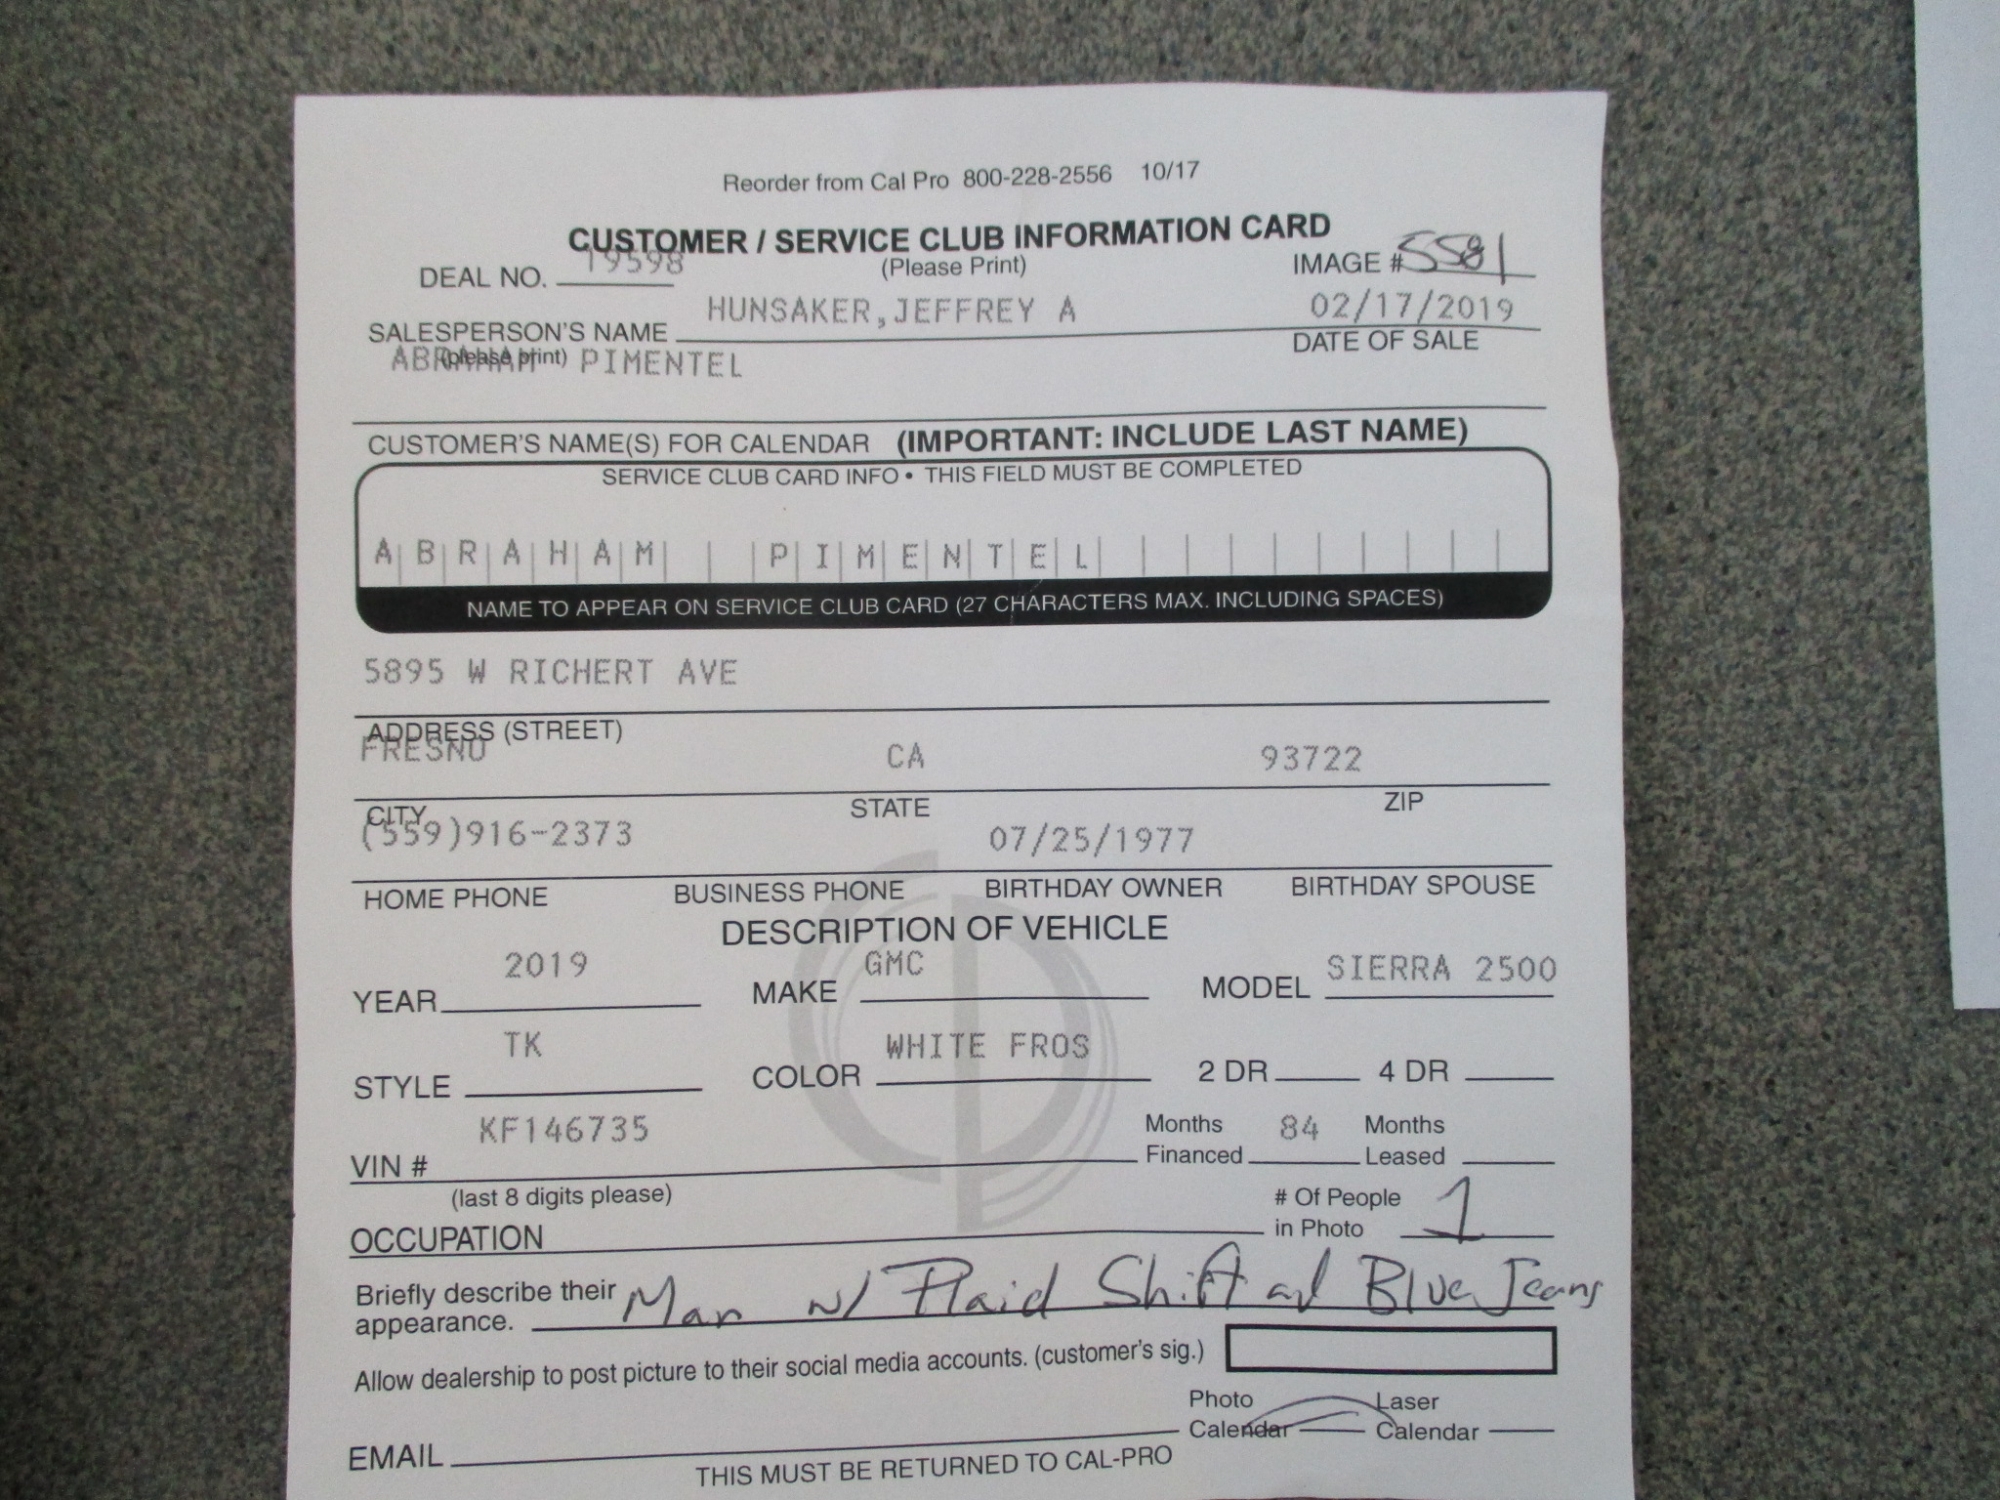 Reorder from Cal Pro 800-228-2556 10/17
CUSTOMER / SERVICE CLUB INFORMATION CARD
DEAL NO. 19598 (Please Print) IMAGE # 5581
SALESPERSON'S NAME HUNSAKER,JEFFREY A 02/17/2019
(please print) DATE OF SALE
ABRAHAM PIMENTEL
CUSTOMER'S NAME(S) FOR CALENDAR (IMPORTANT: INCLUDE LAST NAME)
SERVICE CLUB CARD INFO • THIS FIELD MUST BE COMPLETED
ABRAHAM PIMENTEL
NAME TO APPEAR ON SERVICE CLUB CARD (27 CHARACTERS MAX. INCLUDING SPACES)
5895 W RICHERT AVE
ADDRESS (STREET)
FRESNO CA 93722
CITY STATE ZIP
(559)916-2373 07/25/1977
HOME PHONE BUSINESS PHONE BIRTHDAY OWNER BIRTHDAY SPOUSE
DESCRIPTION OF VEHICLE
YEAR 2019 MAKE GMC MODEL SIERRA 2500
STYLE TK COLOR WHITE FROS 2 DR 4 DR
VIN # KF146735 Months Financed 84 Months Leased
(last 8 digits please)
OCCUPATION # Of People in Photo 1
Briefly describe their appearance. Man w/ Plaid Shift ad Blue Jeans
Allow dealership to post picture to their social media accounts. (customer's sig.)
EMAIL Photo Calendar Laser Calendar
THIS MUST BE RETURNED TO CAL-PRO